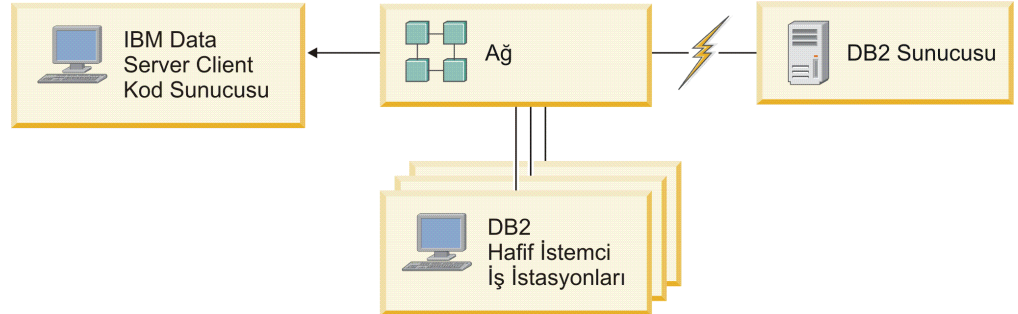 IBM Data
Server Client
Kod Sunucusu
Ağ
DB2 Sunucusu
DB2
Hafif İstemci
İş İstasyonları